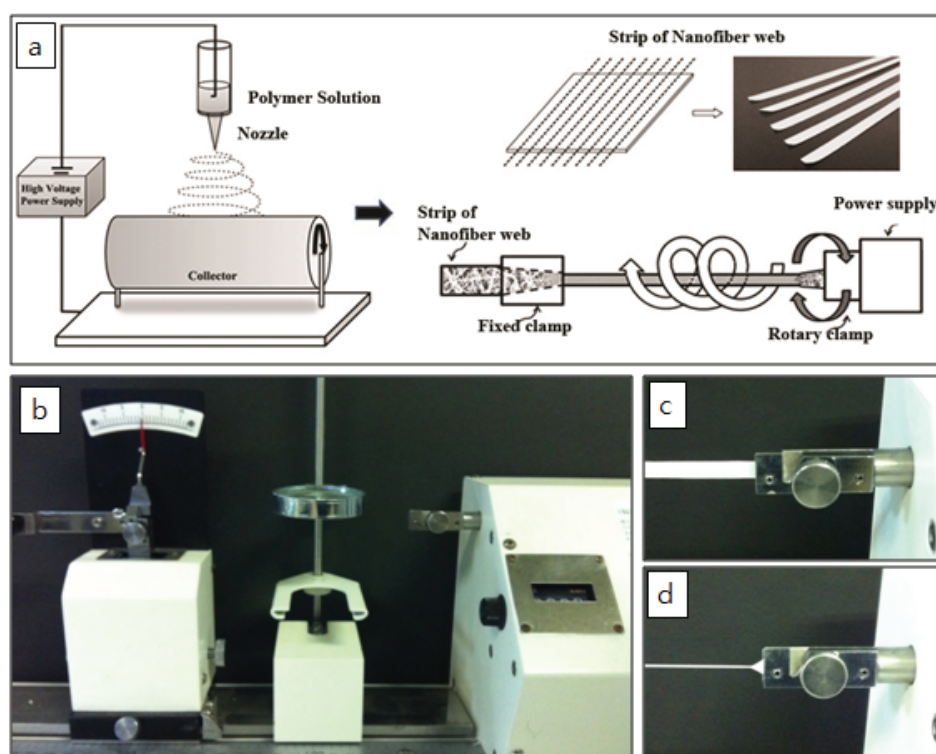 a
Polymer Solution
Nozzle
High Voltage
Power Supply
Collector
Strip of Nanofiber web
Strip of
Nanofiber web
Fixed clamp
Power supply
Rotary clamp
b
c
d